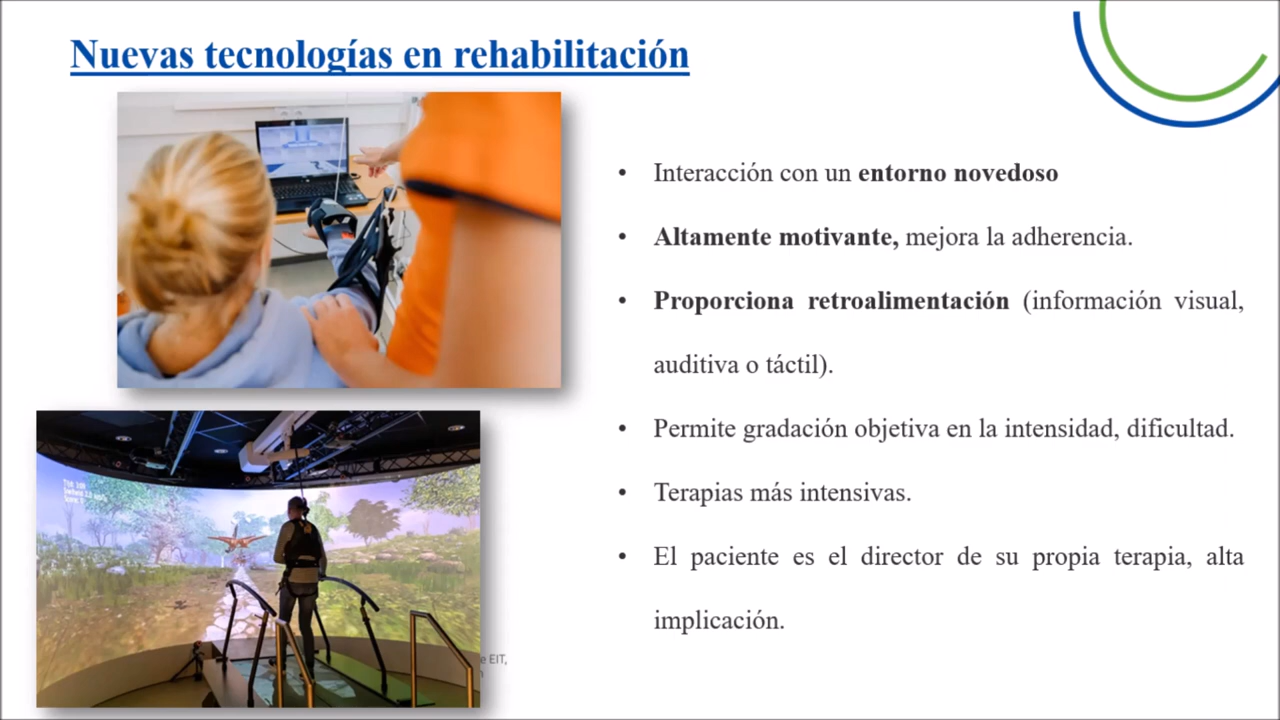 Nuevas tecnologías en rehabilitación
• Interacción con un entorno novedoso
• Altamente motivante, mejora la adherencia.
• Proporciona retroalimentación (información visual,
auditiva o táctil).
• Permite gradación objetiva en la intensidad, dificultad.
• Terapias más intensivas.
• El paciente es el director de su propia terapia, alta
implicación.
e EIT,